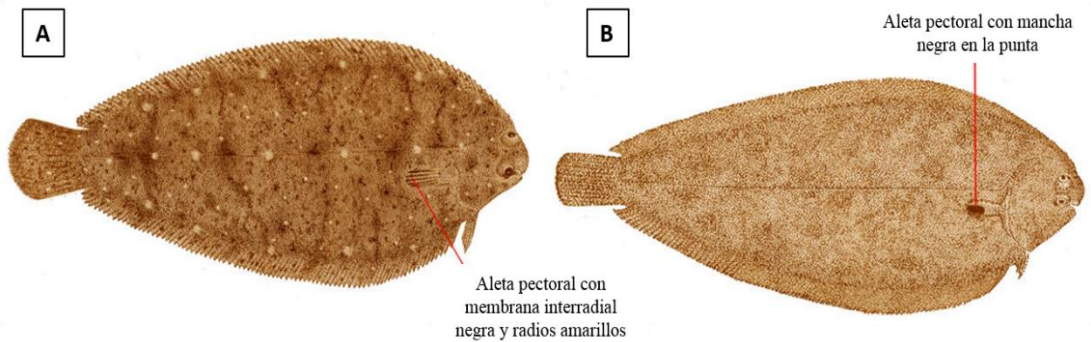 A
Aleta pectoral con
membrana interradial
negra y radios amarillos
B
Aleta pectoral con mancha
negra en la punta